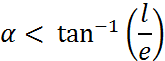 α < tan⁻¹(l/e)